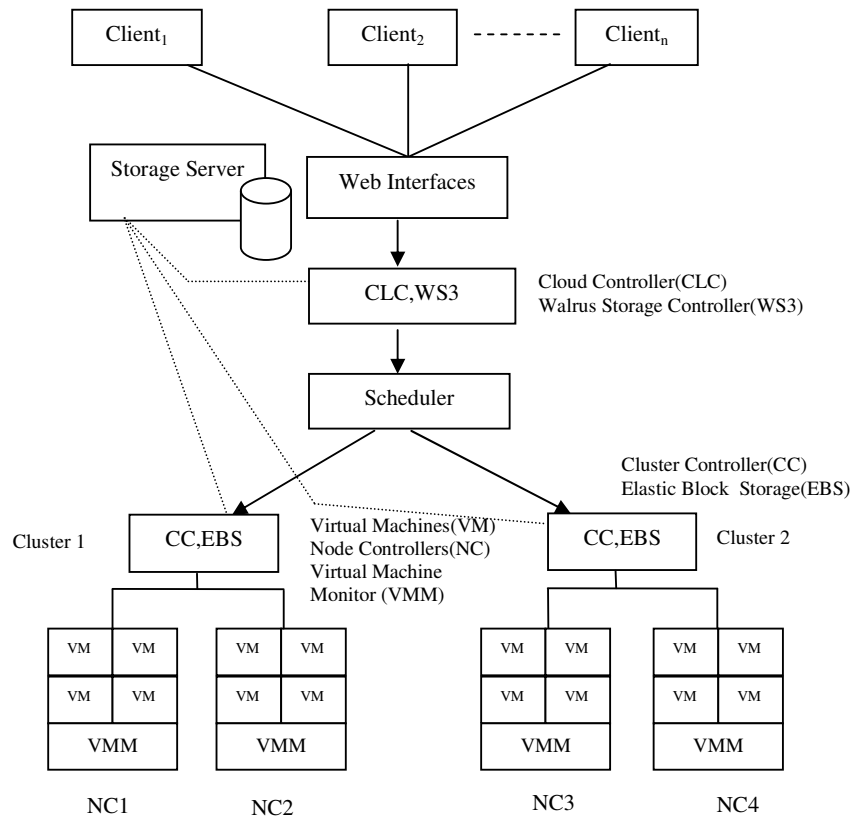 Client₁
Client₂
Clientₙ
Storage Server
Web Interfaces
CLC,WS3
Cloud Controller(CLC)
Walrus Storage Controller(WS3)
Scheduler
Cluster Controller(CC)
Elastic Block Storage(EBS)
Cluster 1
CC,EBS
Virtual Machines(VM)
Node Controllers(NC)
Virtual Machine
Monitor (VMM)
CC,EBS
Cluster 2
VM VM
VM VM
VMM
NC1
VM VM
VM VM
VMM
NC2
VM VM
VM VM
VMM
NC3
VM VM
VM VM
VMM
NC4